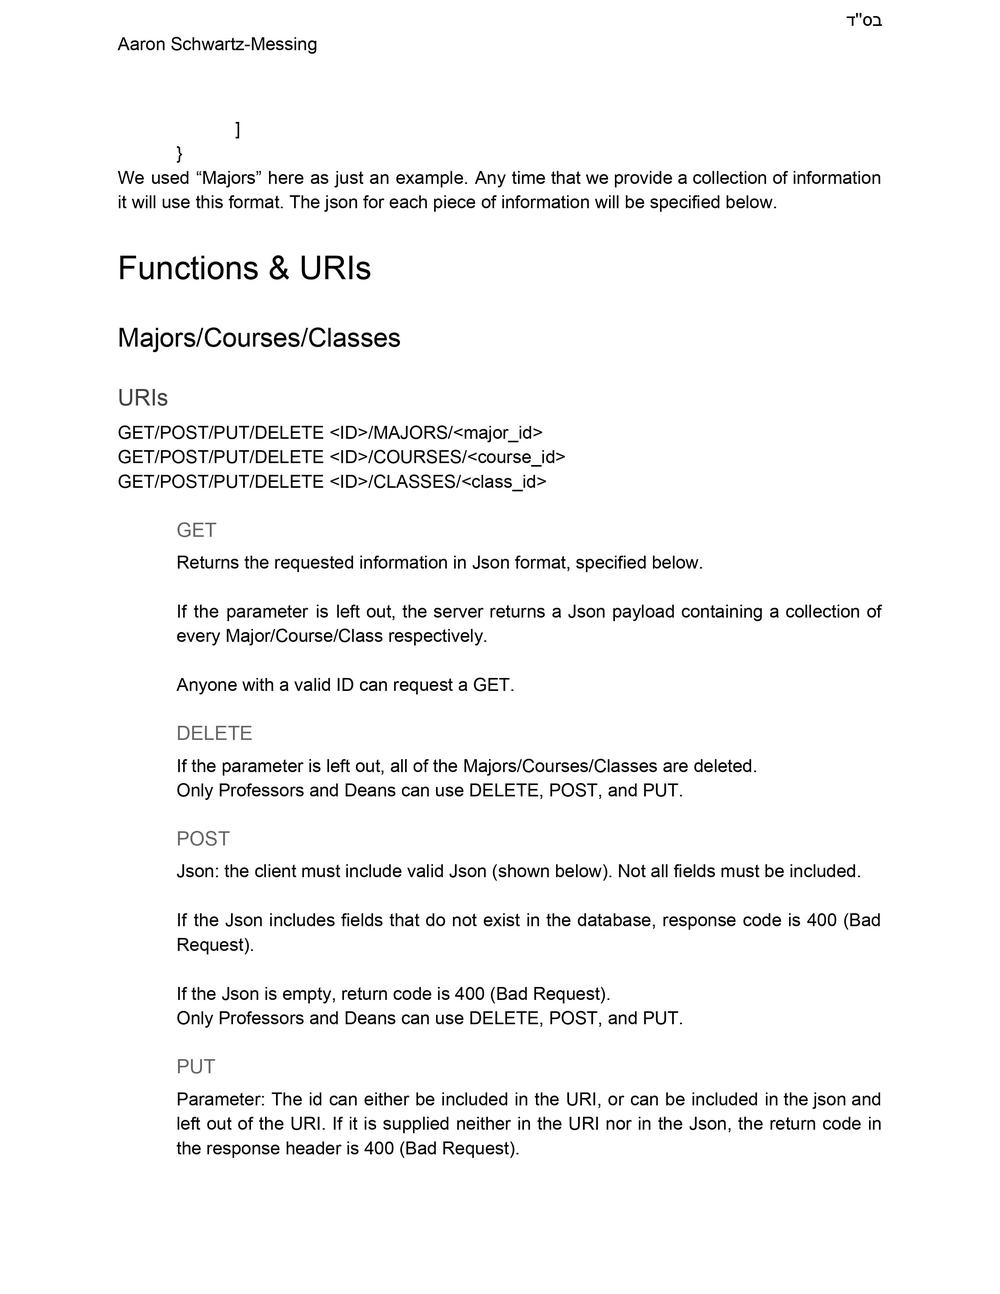 בס"ד
Aaron Schwartz-Messing
]
}
We used “Majors” here as just an example. Any time that we provide a collection of information
it will use this format. The json for each piece of information will be specified below.
Functions & URIs
Majors/Courses/Classes
URIs
GET/POST/PUT/DELETE <ID>/MAJORS/<major_id>
GET/POST/PUT/DELETE <ID>/COURSES/<course_id>
GET/POST/PUT/DELETE <ID>/CLASSES/<class_id>
GET
Returns the requested information in Json format, specified below.
If the parameter is left out, the server returns a Json payload containing a collection of
every Major/Course/Class respectively.
Anyone with a valid ID can request a GET.
DELETE
If the parameter is left out, all of the Majors/Courses/Classes are deleted.
Only Professors and Deans can use DELETE, POST, and PUT.
POST
Json: the client must include valid Json (shown below). Not all fields must be included.
If the Json includes fields that do not exist in the database, response code is 400 (Bad
Request).
If the Json is empty, return code is 400 (Bad Request).
Only Professors and Deans can use DELETE, POST, and PUT.
PUT
Parameter: The id can either be included in the URI, or can be included in the json and
left out of the URI. If it is supplied neither in the URI nor in the Json, the return code in
the response header is 400 (Bad Request).